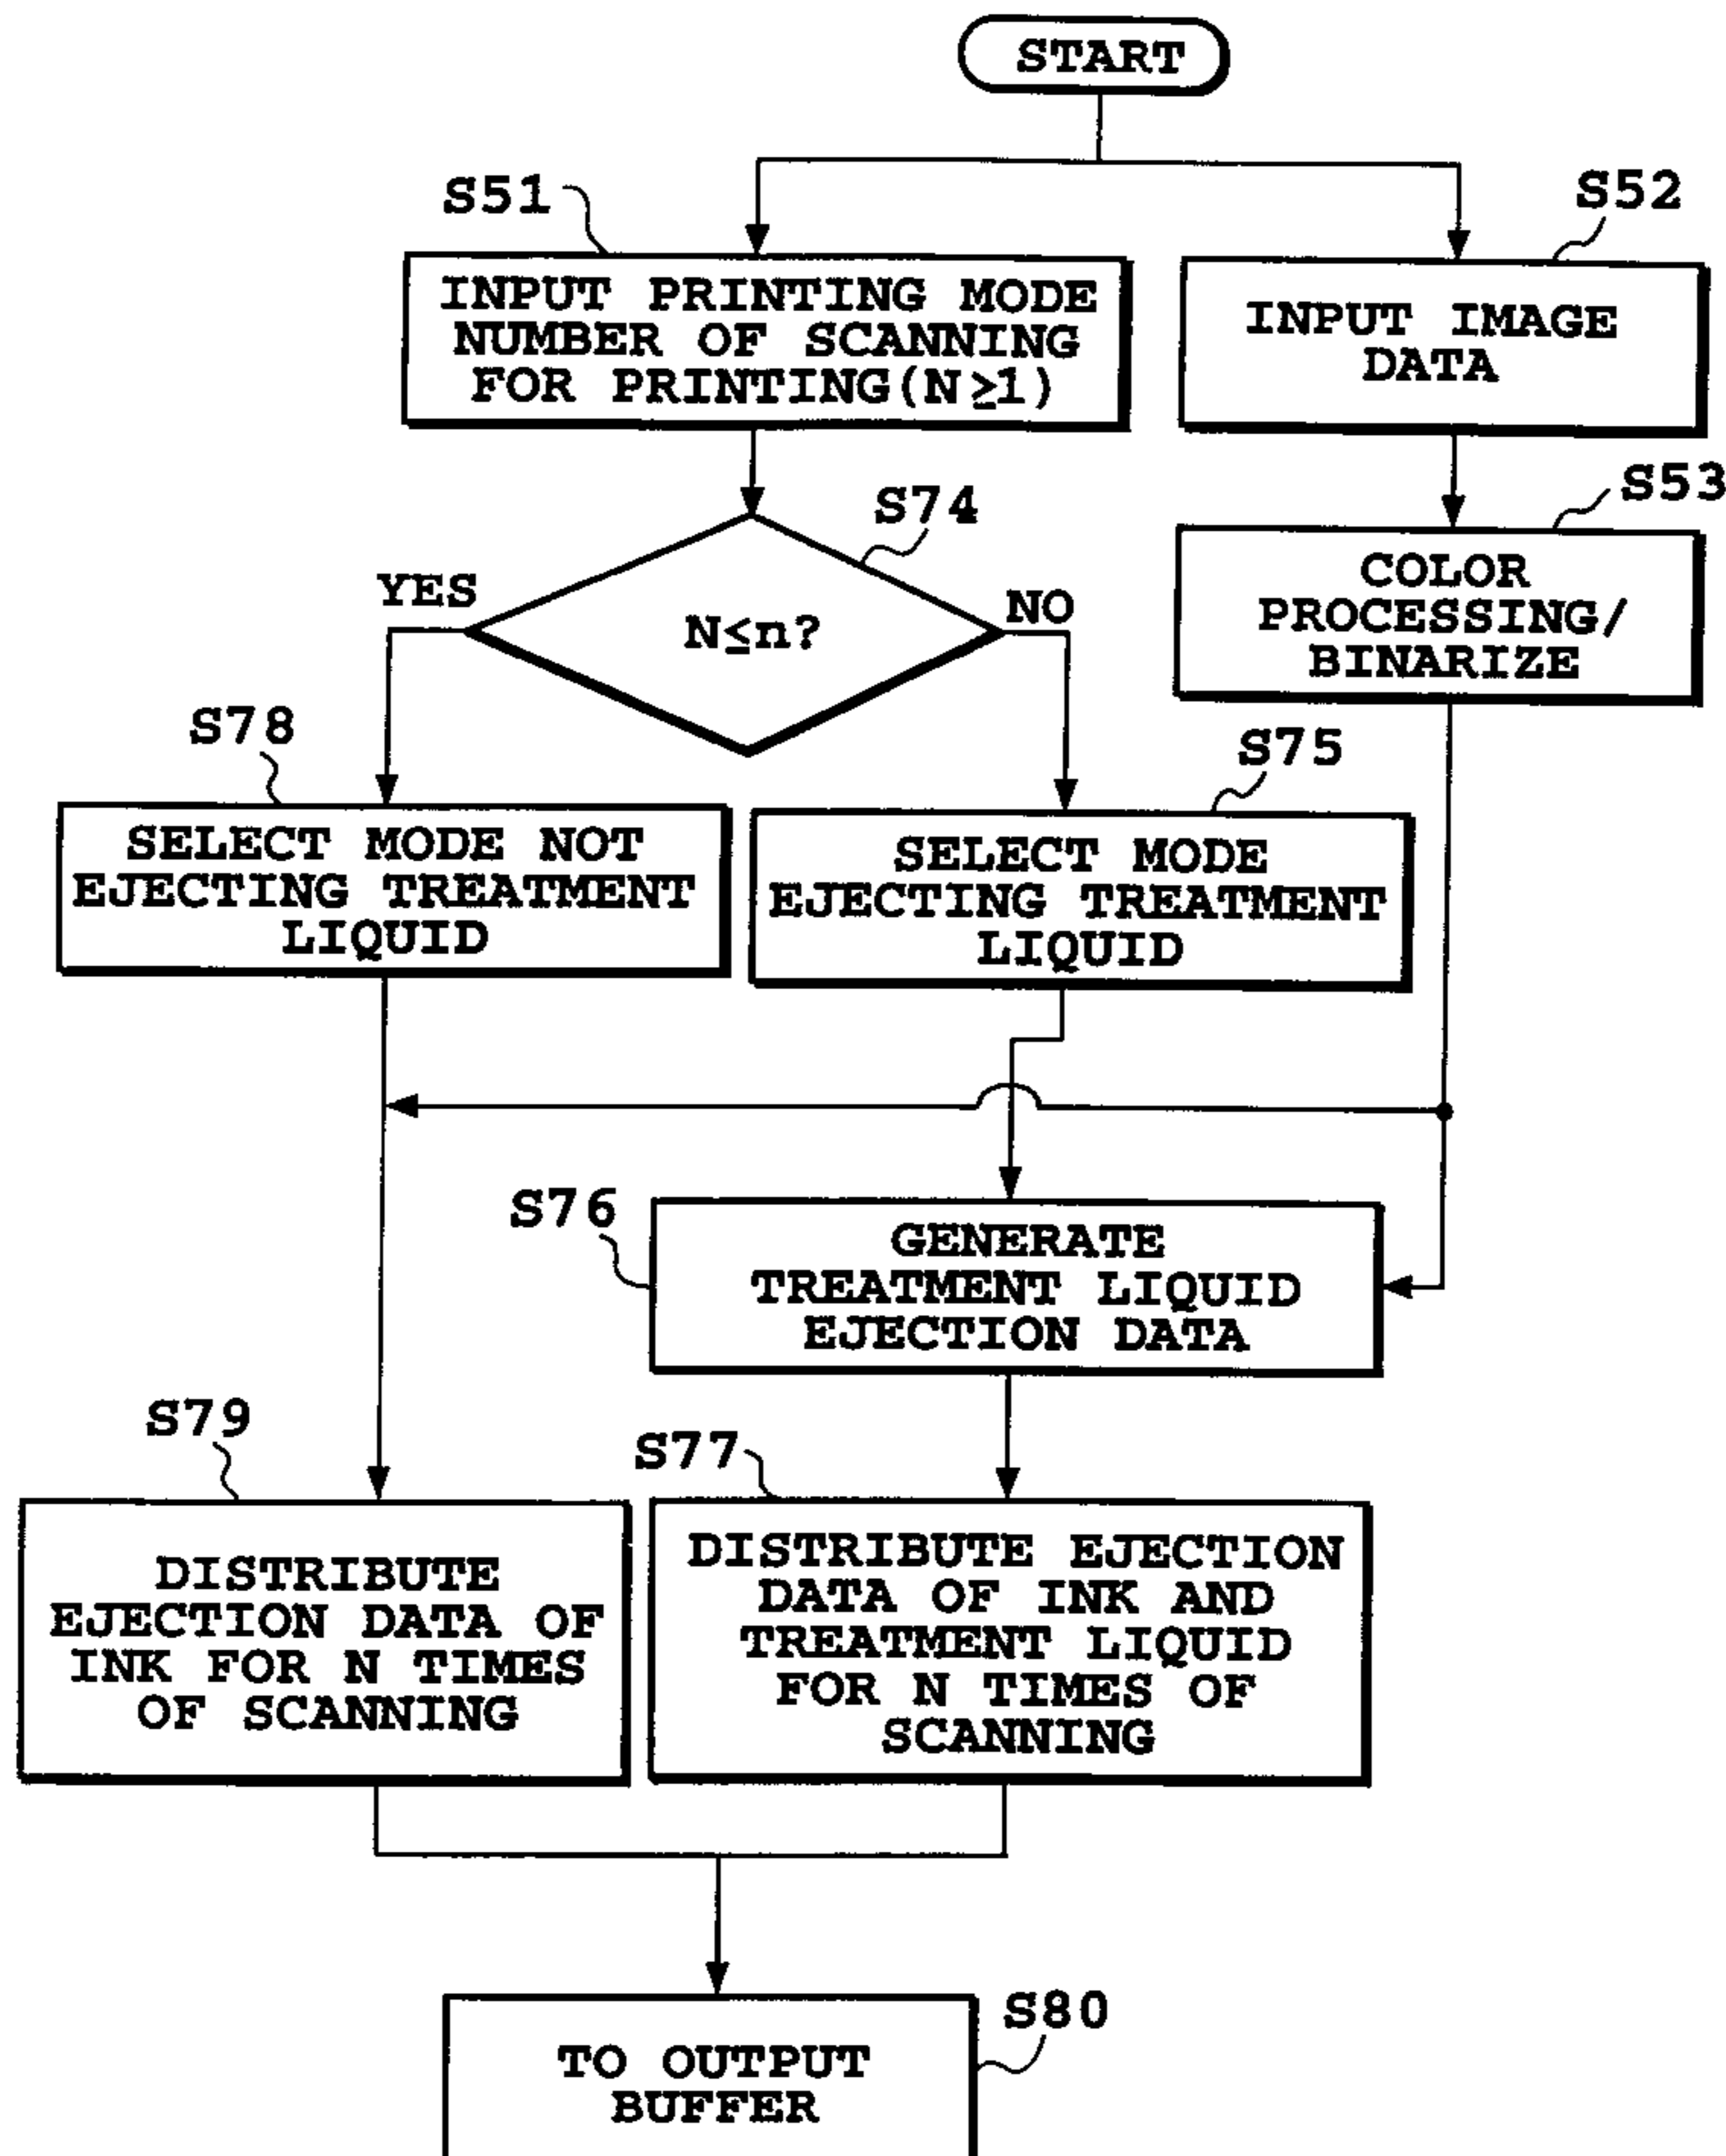 START
S51
S52
INPUT PRINTING MODE
NUMBER OF SCANNING
FOR PRINTING(N≥1)
INPUT IMAGE
DATA
S53
S74
COLOR
PROCESSING/
BINARIZE
YES
N≤n?
NO
S78
S75
SELECT MODE NOT
EJECTING TREATMENT
LIQUID
SELECT MODE
EJECTING TREATMENT
LIQUID
S76
GENERATE
TREATMENT LIQUID
EJECTION DATA
S79
S77
DISTRIBUTE
EJECTION DATA OF
INK FOR N TIMES
OF SCANNING
DISTRIBUTE EJECTION
DATA OF INK AND
TREATMENT LIQUID
FOR N TIMES OF
SCANNING
S80
TO OUTPUT
BUFFER